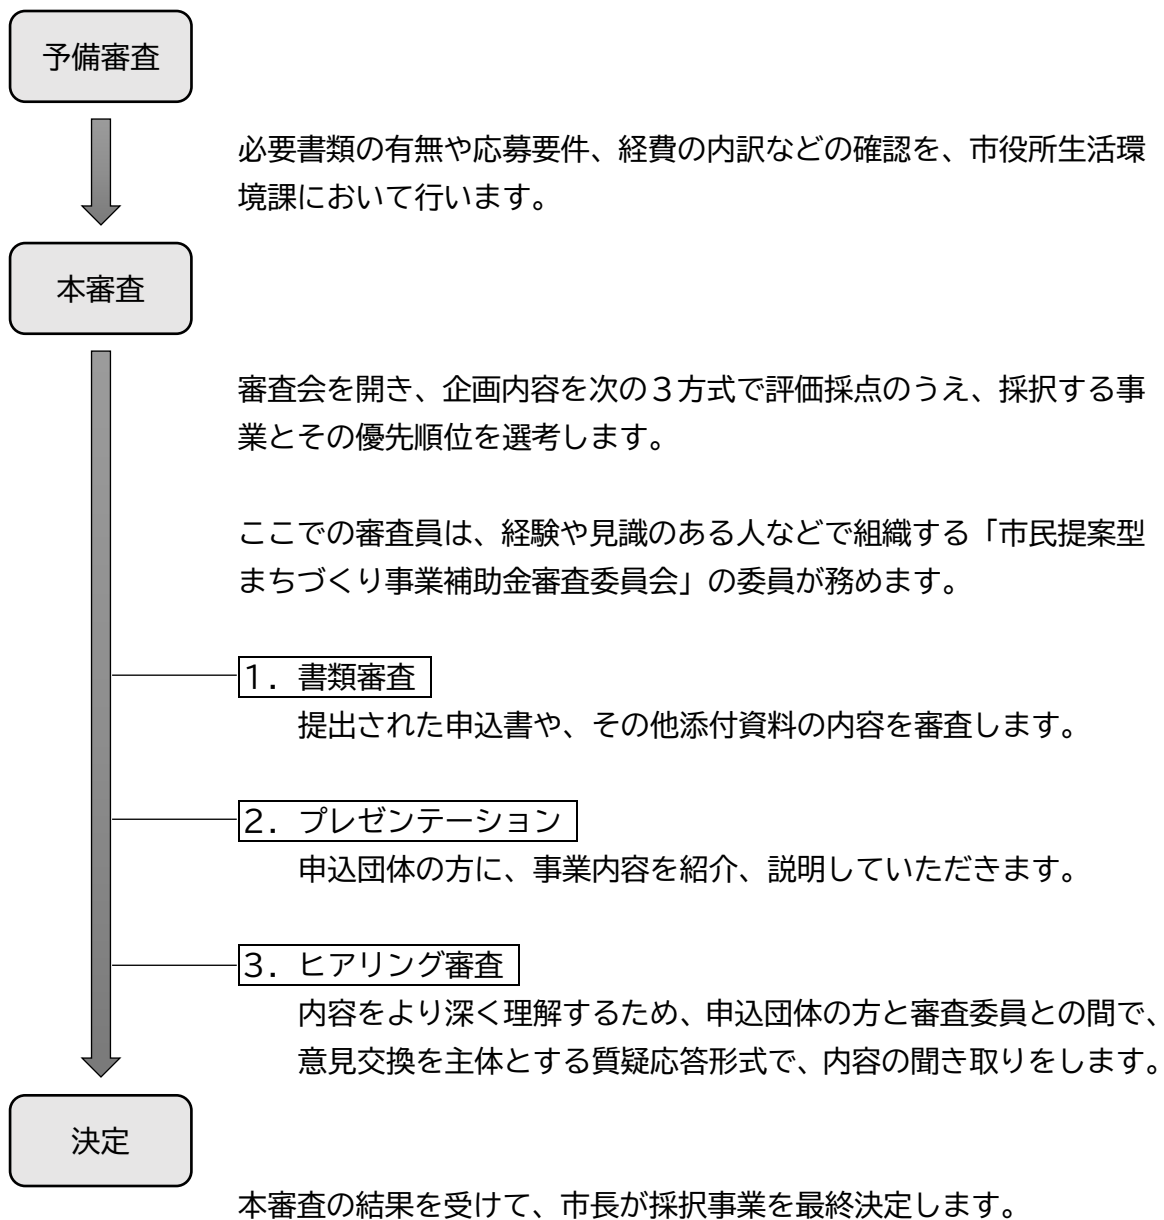 予備審査
必要書類の有無や応募要件、経費の内訳などの確認を、市役所生活環
境課において行います。
本審査
審査会を開き、企画内容を次の３方式で評価採点のうえ、採択する事
業とその優先順位を選考します。
ここでの審査員は、経験や見識のある人などで組織する「市民提案型
まちづくり事業補助金審査委員会」の委員が務めます。
１．書類審査
提出された申込書や、その他添付資料の内容を審査します。
２．プレゼンテーション
申込団体の方に、事業内容を紹介、説明していただきます。
３．ヒアリング審査
内容をより深く理解するため、申込団体の方と審査委員との間で、
意見交換を主体とする質疑応答形式で、内容の聞き取りをします。
決定
本審査の結果を受けて、市長が採択事業を最終決定します。